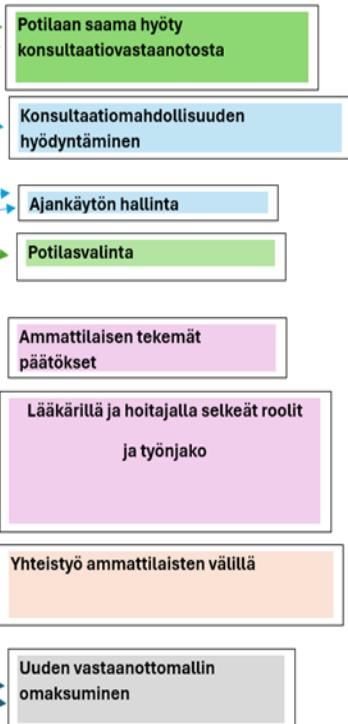 Potilaan saama hyöty
konsultaatiovastaanotosta
Konsultaatiomahdollisuuden
hyödyntäminen
Ajankäytön hallinta
Potilasvalinta
Ammattilaisen tekemät
päätökset
Lääkärillä ja hoitajalla selkeät roolit
ja työnjako
Yhteistyö ammattilaisten välillä
Uuden vastaanottomallin
omaksuminen